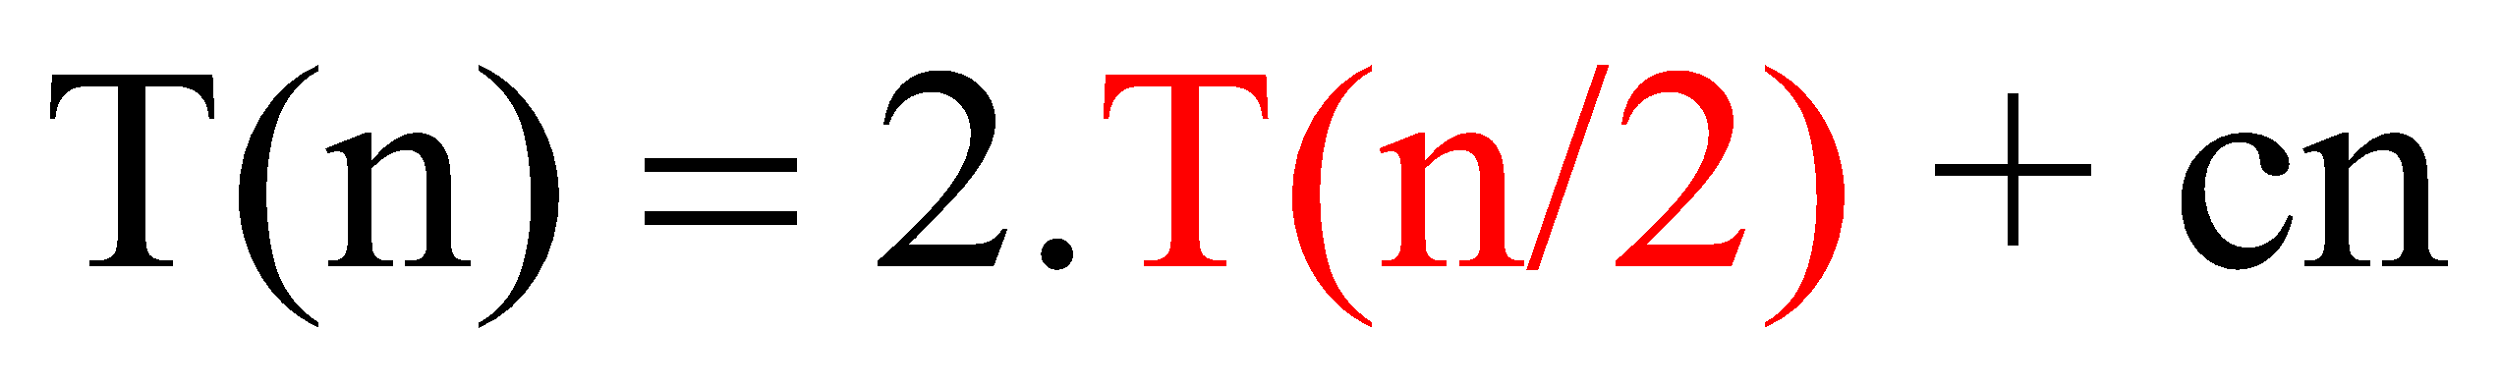 T(n) = 2.T(n/2) + cn